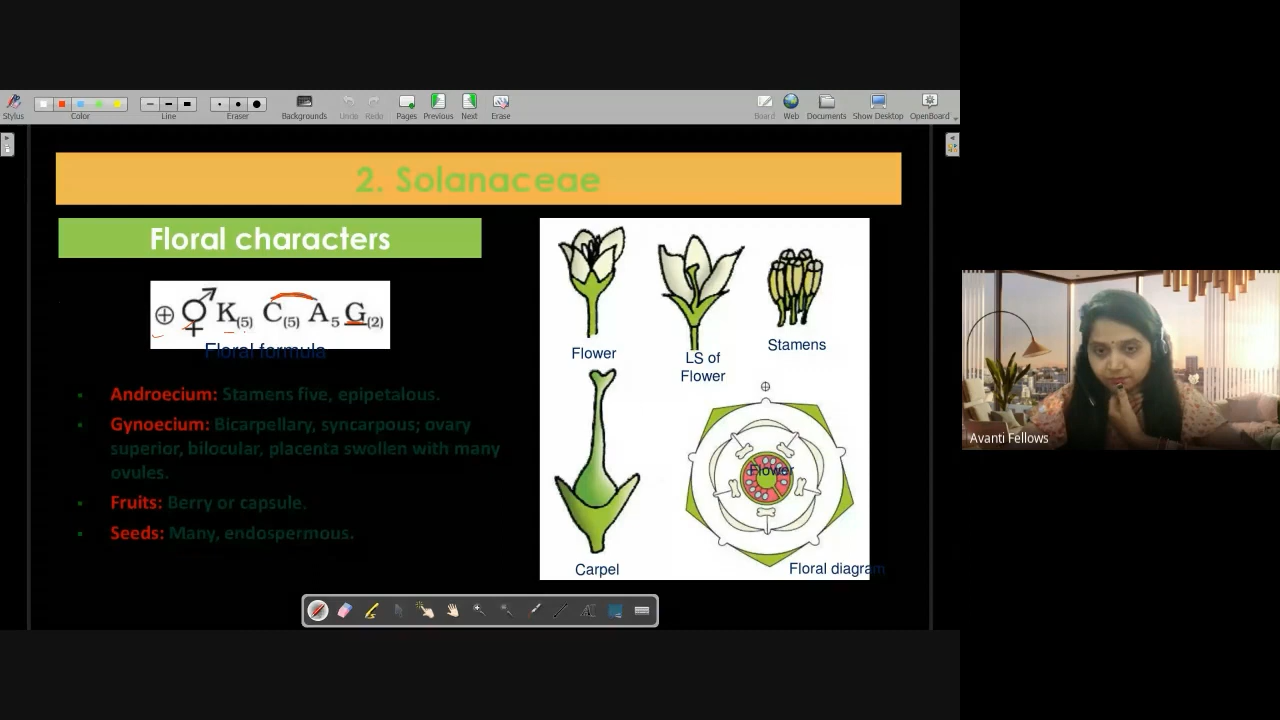 Stylus
Color
Line
Eraser
Backgrounds
Undo
Redo
Pages
Previous
Next
Erase
Board
Web
Documents
Show Desktop
OpenBoard
2. Solanaceae
Floral characters
⊕ ⚥ K(5) C(5) A5 G(2)
Floral formula
Androecium: Stamens five, epipetalous.
Gynoecium: Bicarpellary, syncarpous; ovary
superior, bilocular, placenta swollen with many
ovules.
Fruits: Berry or capsule.
Seeds: Many, endospermous.
Flower
LS of
Flower
Stamens
Carpel
Flower
Floral diagram
Avanti Fellows